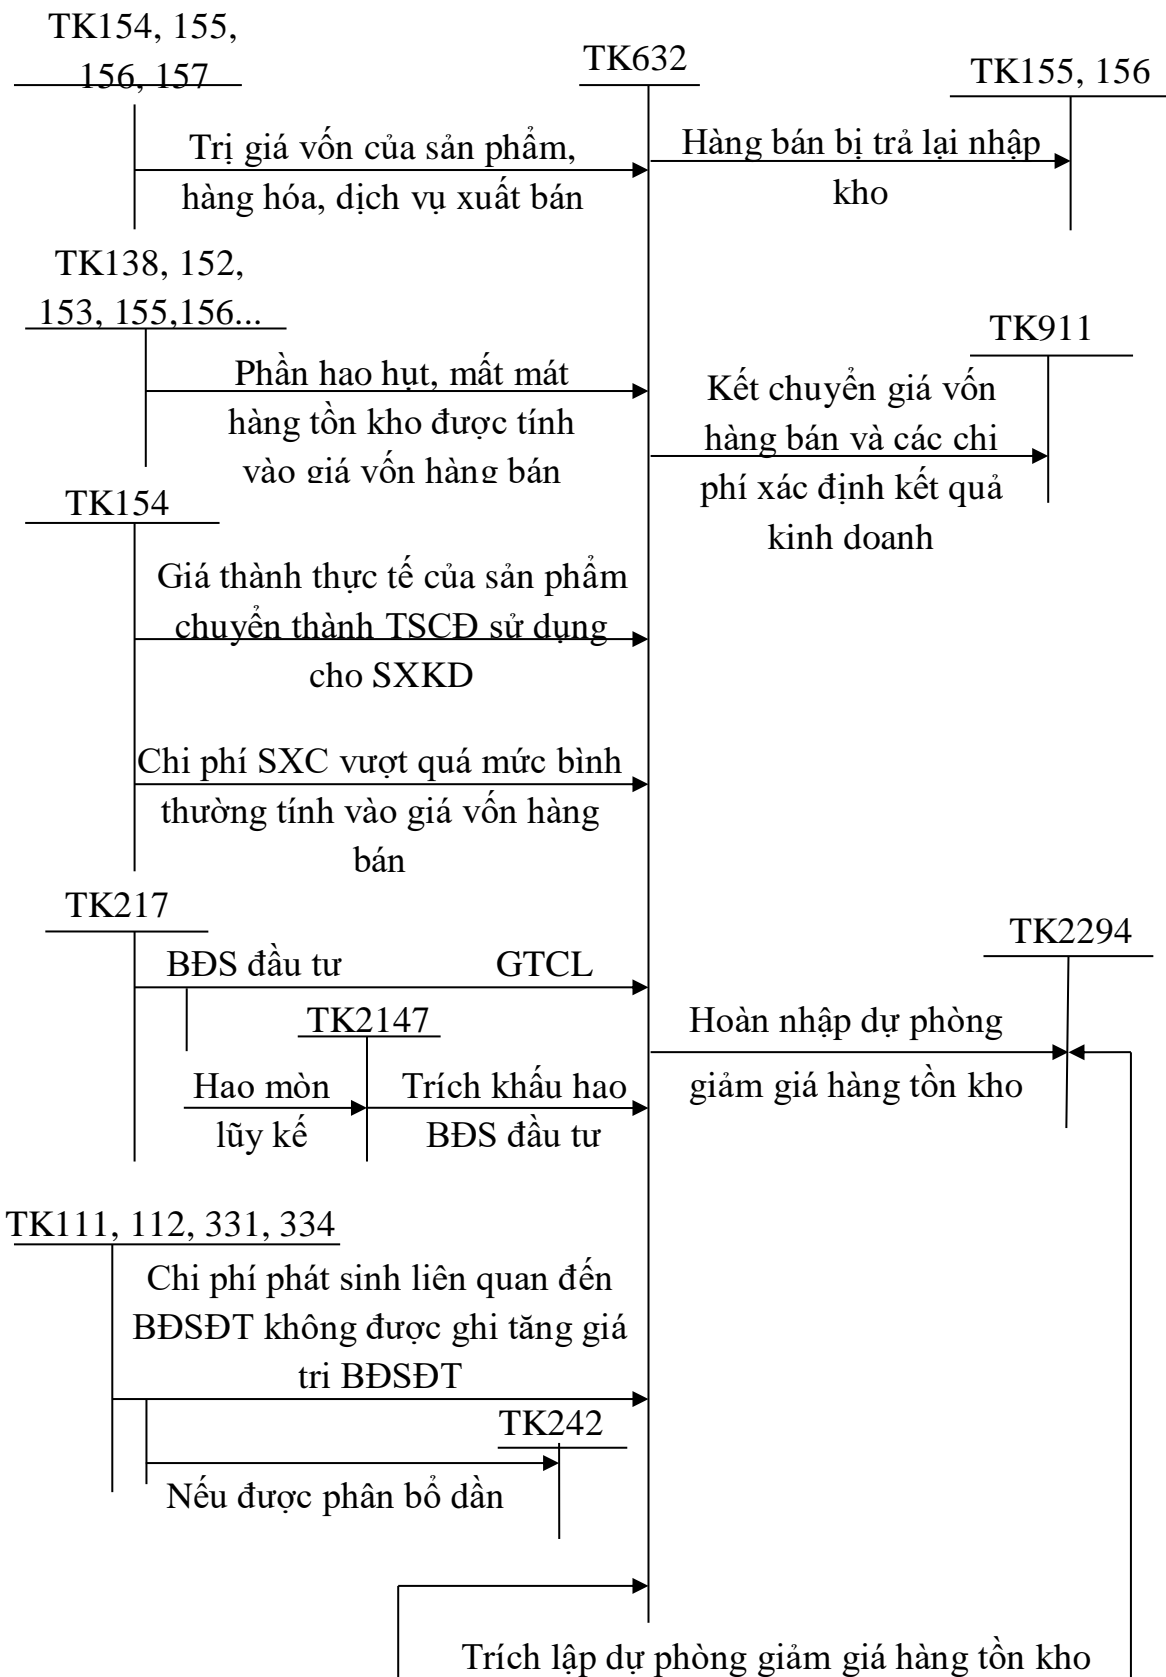 TK154, 155,
156, 157
TK632
TK155, 156
Trị giá vốn của sản phẩm,
hàng hóa, dịch vụ xuất bán
Hàng bán bị trả lại nhập
kho
TK138, 152,
153, 155,156...
TK911
Phần hao hụt, mất mát
hàng tồn kho được tính
vào giá vốn hàng bán
Kết chuyển giá vốn
hàng bán và các chi
phí xác định kết quả
kinh doanh
TK154
Giá thành thực tế của sản phẩm
chuyển thành TSCĐ sử dụng
cho SXKD
Chi phí SXC vượt quá mức bình
thường tính vào giá vốn hàng
bán
TK217
TK2294
BĐS đầu tư
GTCL
TK2147
Hoàn nhập dự phòng
giảm giá hàng tồn kho
Hao mòn
lũy kế
Trích khấu hao
BĐS đầu tư
TK111, 112, 331, 334
Chi phí phát sinh liên quan đến
BĐSĐT không được ghi tăng giá
tri BĐSĐT
TK242
Nếu được phân bổ dần
Trích lập dự phòng giảm giá hàng tồn kho